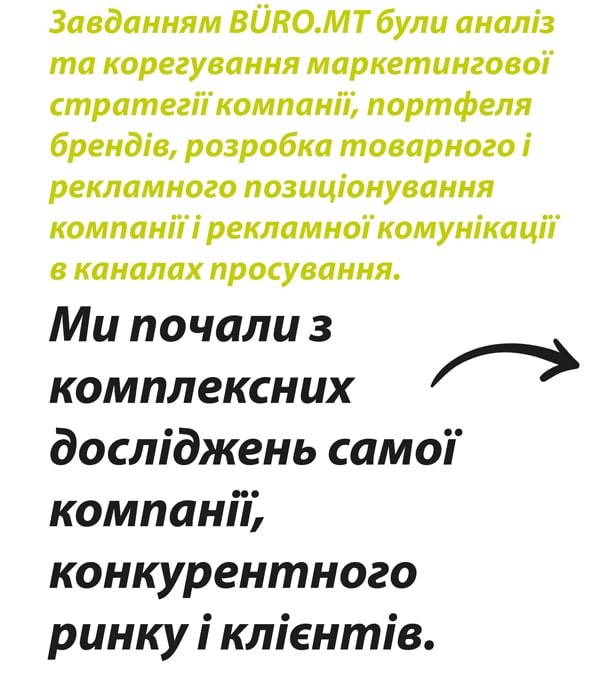 Завданням BÜRO.MT були аналіз
та корегування маркетингової
стратегії компанії, портфеля
брендів, розробка товарного і
рекламного позиціонування
компанії і рекламної комунікації
в каналах просування.
Ми почали з
комплексних
досліджень самої
компанії,
конкурентного
ринку і клієнтів.